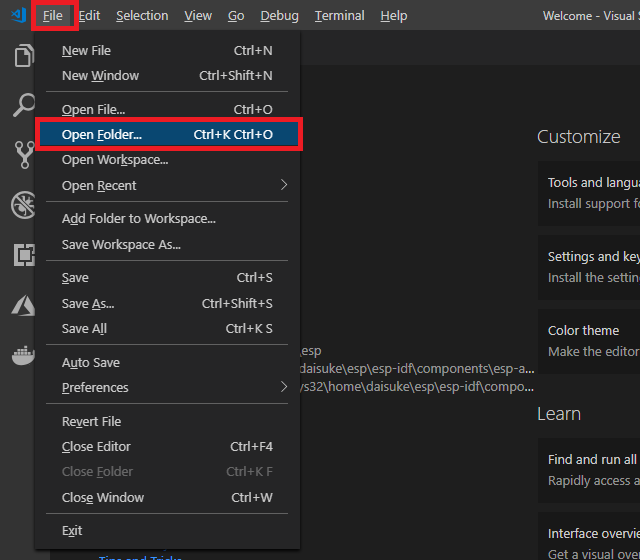 File Edit Selection View Go Debug Terminal Help Welcome - Visual S
New File Ctrl+N
New Window Ctrl+Shift+N
Open File... Ctrl+O
Open Folder... Ctrl+K Ctrl+O
Open Workspace...
Open Recent
Add Folder to Workspace...
Save Workspace As...
Save Ctrl+S
Save As... Ctrl+Shift+S
Save All Ctrl+K S
Auto Save
Preferences
Revert File
Close Editor Ctrl+F4
Close Folder Ctrl+K F
Close Window Ctrl+W
Exit
\esp
daisuke\esp\esp-idf\components\esp-a...
ys32\home\daisuke\esp\esp-idf\compo...
Tips and Tricks
Customize
Tools and langua
Install support fo
Settings and key
Install the setting
Color theme
Make the editor
Learn
Find and run all
Rapidly access a
Interface overvie
Get a visual over